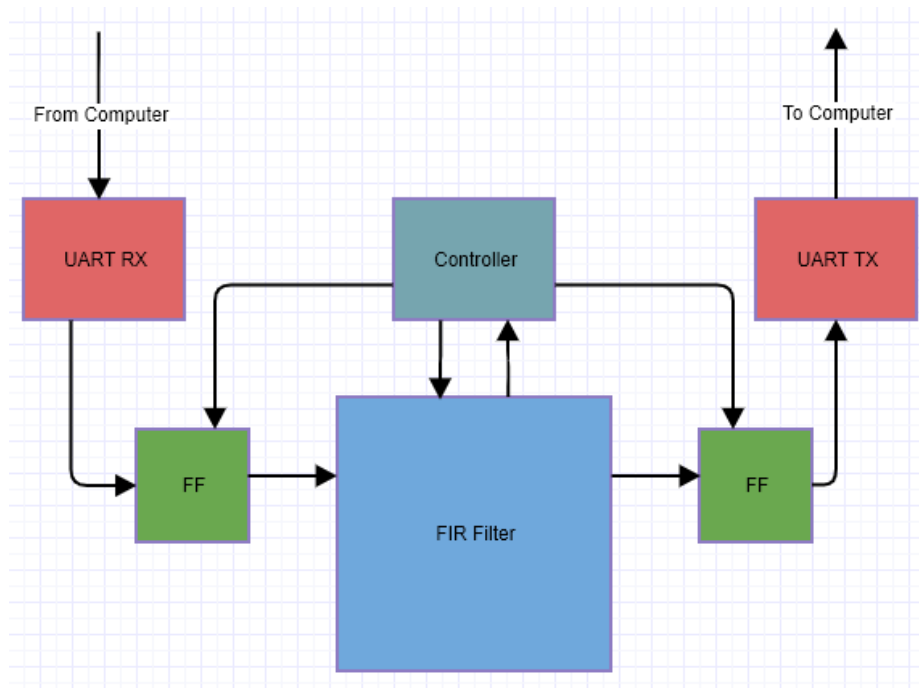 From Computer
To Computer
UART RX
Controller
UART TX
FF
FF
FIR Filter